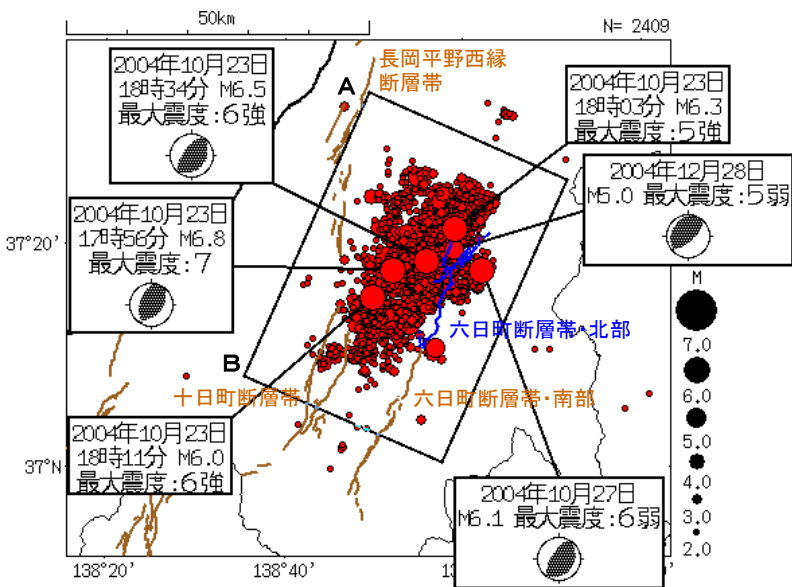 50km
N= 2409
長岡平野西縁
断層帯
A
2004年10月23日
18時34分 M6.5
最大震度:6強
2004年10月23日
18時03分 M6.3
最大震度:5強
2004年12月28日
M5.0 最大震度:5弱
37°20'
2004年10月23日
17時56分 M6.8
最大震度:7
M
7.0
6.0
5.0
4.0
3.0
2.0
六日町断層帯・北部
B
十日町断層帯
六日町断層帯・南部
2004年10月23日
18時11分 M6.0
最大震度:6強
37°N
2004年10月27日
M6.1 最大震度:6弱
138°20'
138°40'